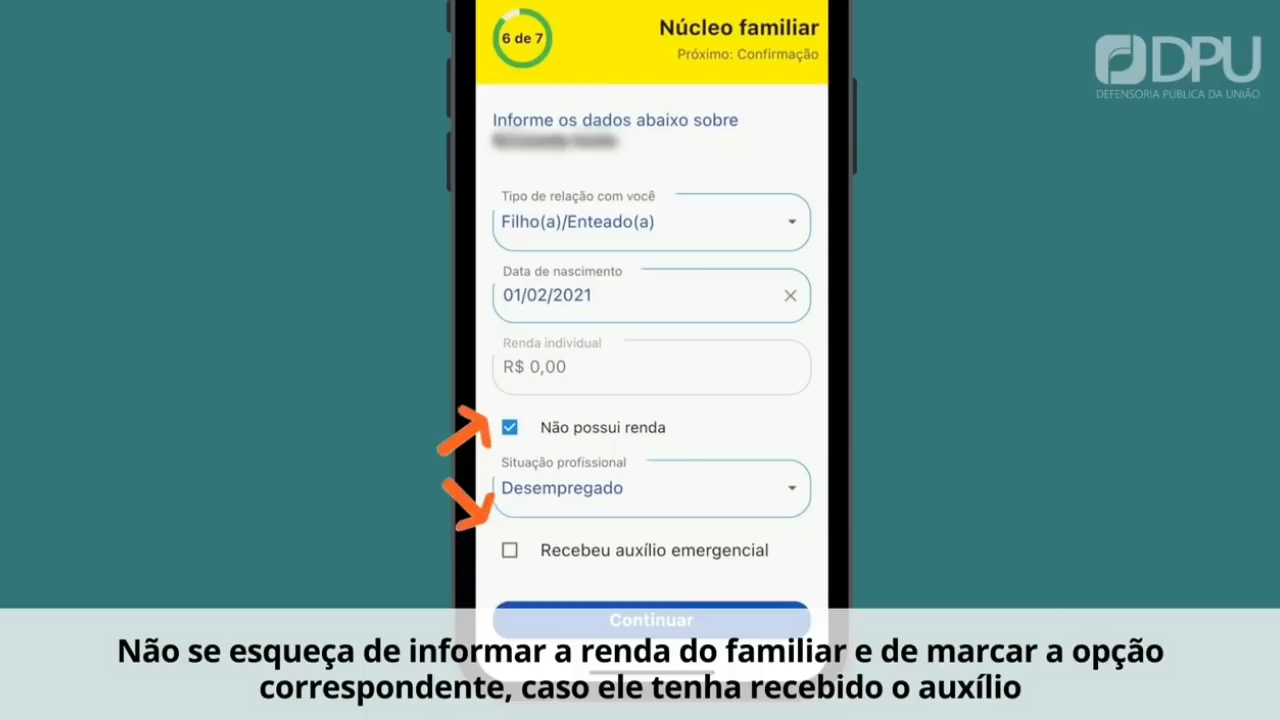 6 de 7
Núcleo familiar
Próximo: Confirmação
DPU
DEFENSORIA PÚBLICA DA UNIÃO
Informe os dados abaixo sobre
Tipo de relação com você
Filho(a)/Enteado(a)
Data de nascimento
01/02/2021
Renda individual
R$ 0,00
Não possui renda
Situação profissional
Desempregado
Recebeu auxílio emergencial
Continuar
Não se esqueça de informar a renda do familiar e de marcar a opção
correspondente, caso ele tenha recebido o auxílio